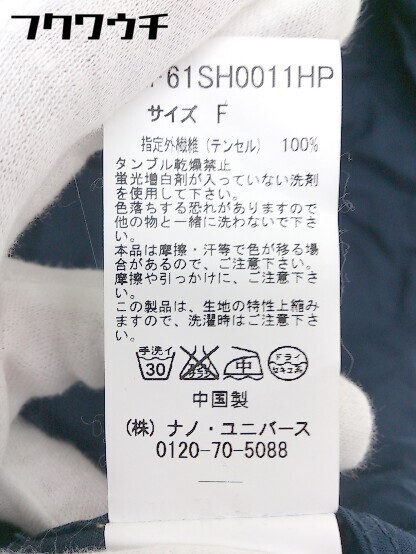 フクワウチ
61SH0011HP
サイズ F
指定外繊維(テンセル) 100%
タンブル乾燥禁止
蛍光増白剤が入っていない洗剤
を使用して下さい。
色落ちする恐れがありますので
他の物と一緒に洗わないで下さ
い。
本品は摩擦・汗等で色が移る場
合があるので、ご注意下さい。
摩擦や引っかけに、ご注意下さ
い。
この製品は、生地の特性上縮み
ますので、洗濯時はご注意下さ
い。
手洗イ
30
エンソ
サラシ
中
ドライ
セキユ系
中国製
(株) ナノ・ユニバース
0120-70-5088